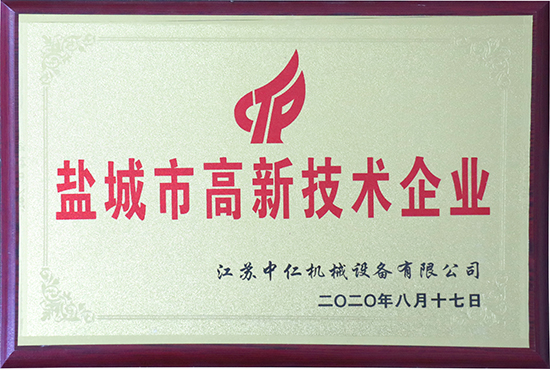 CTP
盐城市高新技术企业
江苏中仁机械设备有限公司
二〇二〇年八月十七日